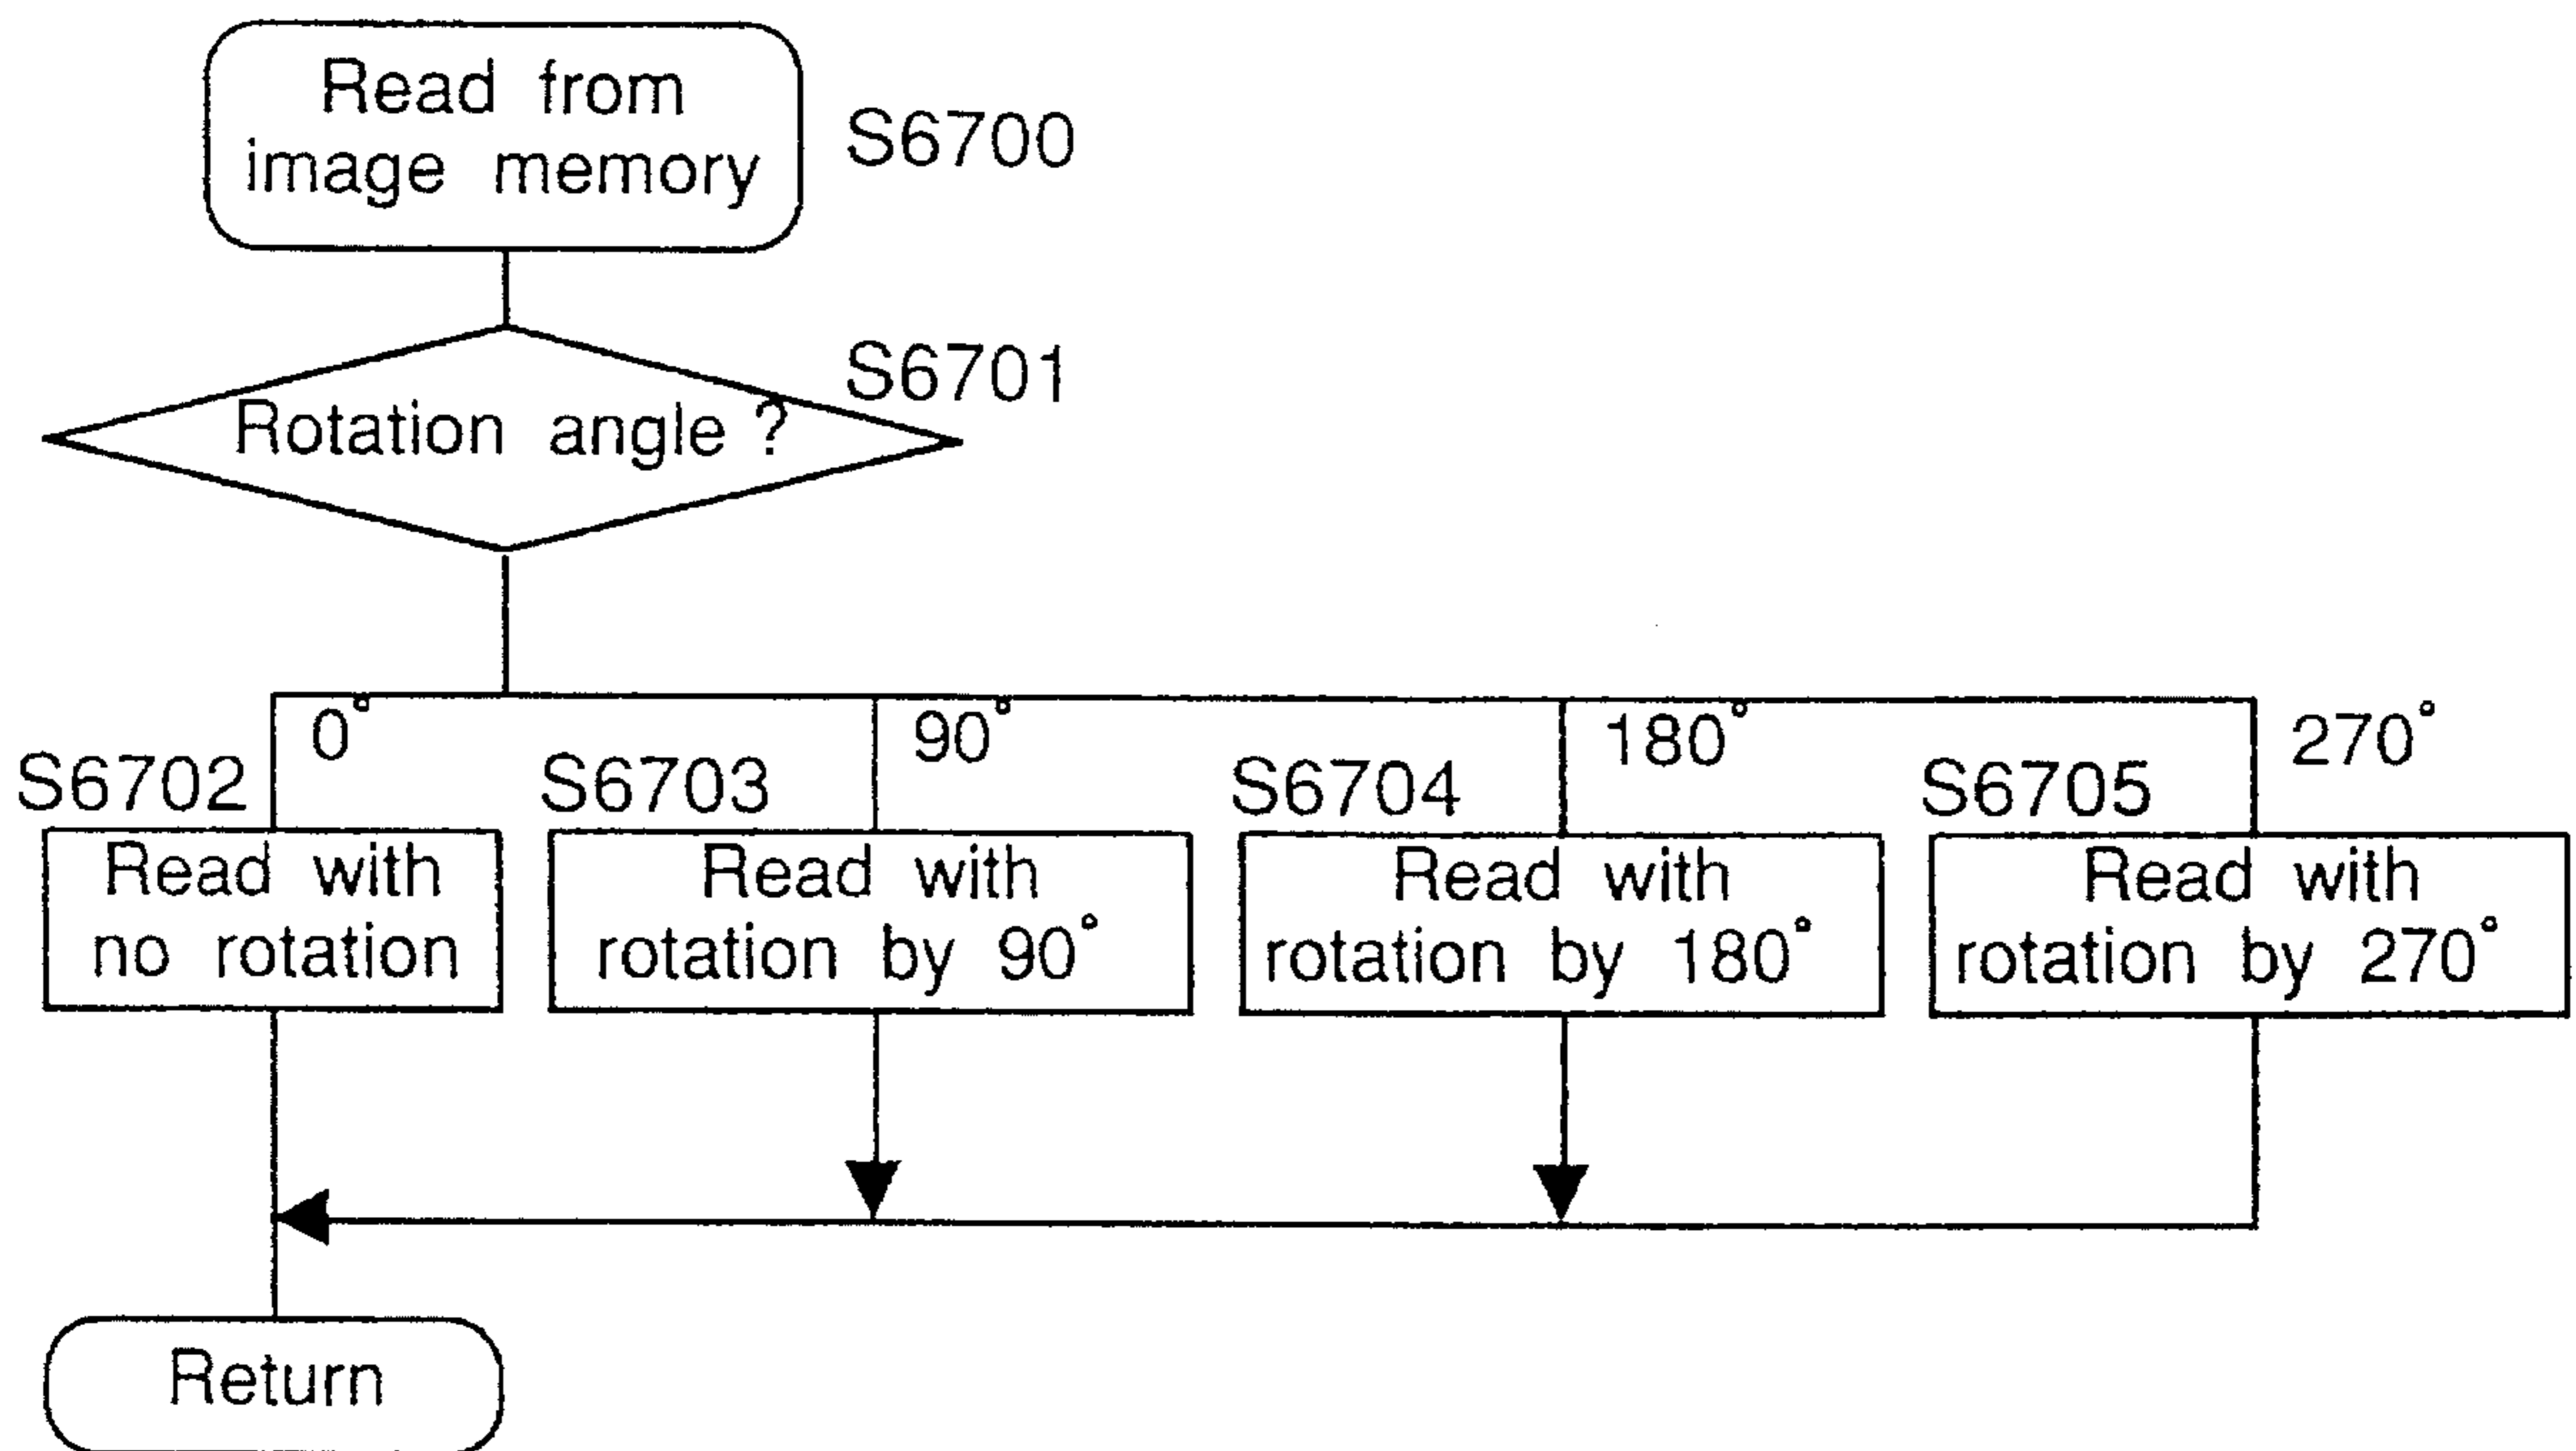 Read from
image memory
S6700
S6701
Rotation angle ?
0°
90°
180°
270°
S6702
S6703
S6704
S6705
Read with
no rotation
Read with
rotation by 90°
Read with
rotation by 180°
Read with
rotation by 270°
Return